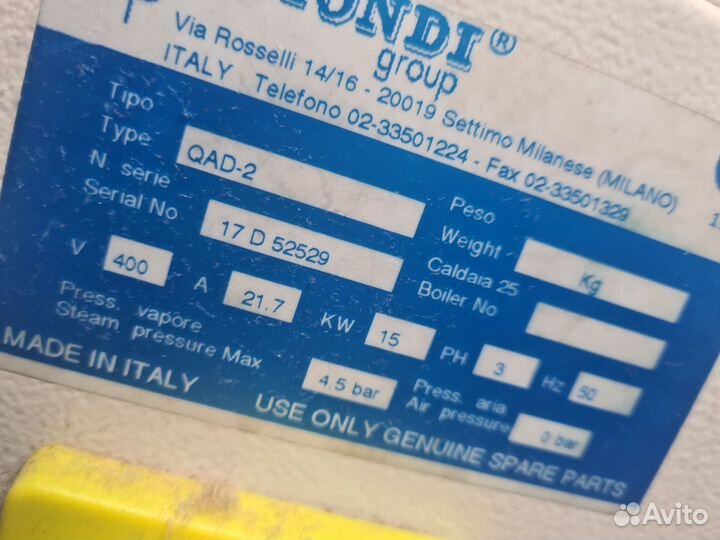 ONDI®
group
Via Rosselli 14/16 - 20019 Settimo Milanese (MILANO)
ITALY Telefono 02-33501224 - Fax 02-33501329
Tipo
Type QAD-2
N. serie
Serial No 17 D 52529
Peso
Weight Kg
Caldaia 25
Boiler No
V 400 A 21.7 KW 15 PH 3 Hz 50
Press. vapore
Steam pressure Max 4.5 bar
Press. aria
Air pressure 0 bar
MADE IN ITALY USE ONLY GENUINE SPARE PARTS
Avito